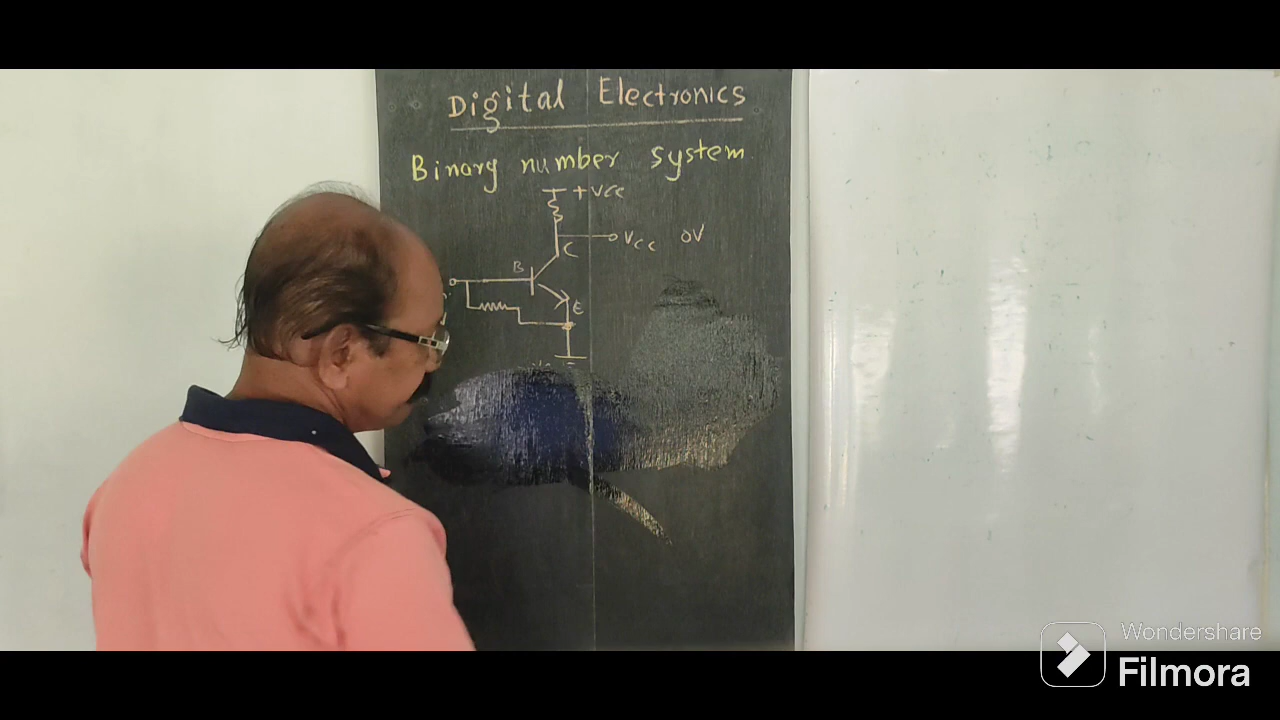 Digital Electronics
Binary number system
+ VCC
VCC 0V
C
B
E
Wondershare
Filmora